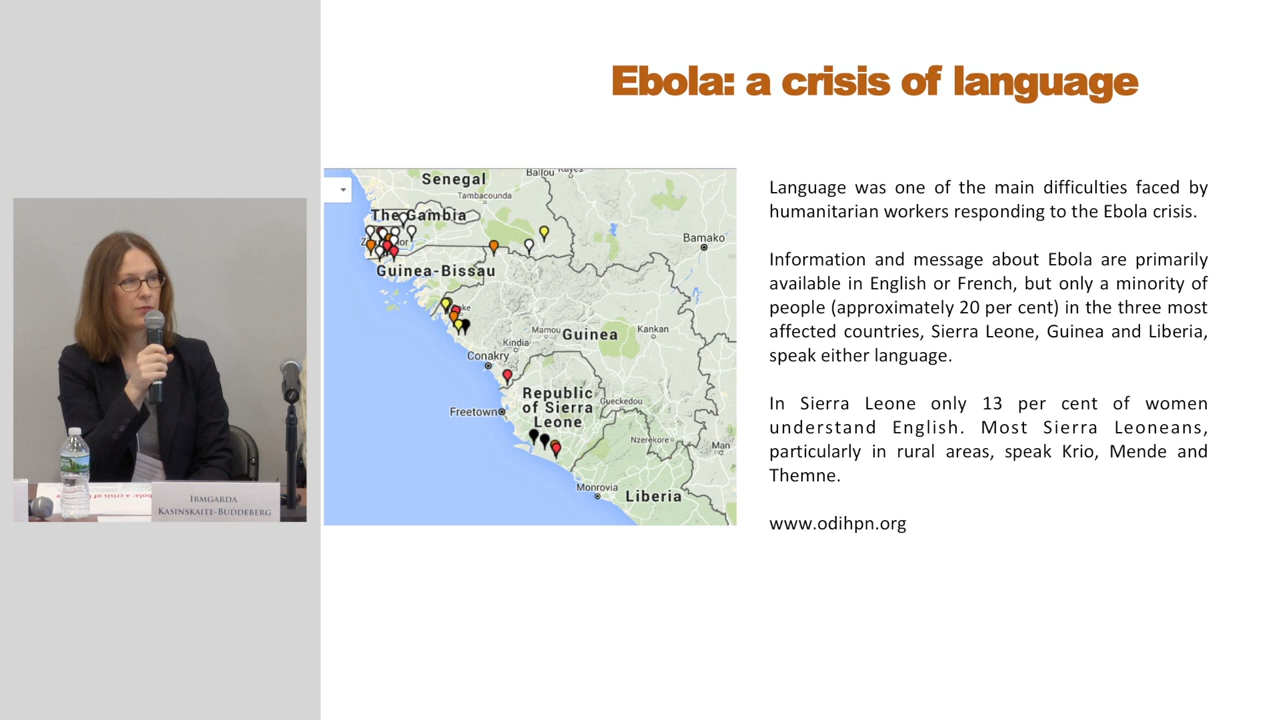 Ebola: a crisis of language
Language was one of the main difficulties faced by
humanitarian workers responding to the Ebola crisis.
Information and message about Ebola are primarily
available in English or French, but only a minority of
people (approximately 20 per cent) in the three most
affected countries, Sierra Leone, Guinea and Liberia,
speak either language.
In Sierra Leone only 13 per cent of women
understand English. Most Sierra Leoneans,
particularly in rural areas, speak Krio, Mende and
Themne.
www.odihpn.org
Senegal
Tambacounda
Kayes
The Gambia
Bamako
Guinea-Bissau
Mamou
Guinea
Kankan
Kindia
Conakry
Republic
of Sierra
Leone
Gueckedou
Freetown
Nzerekore
Man
Monrovia
Liberia
IRMGARDA
KASINSKAITE-BUDDEBERG